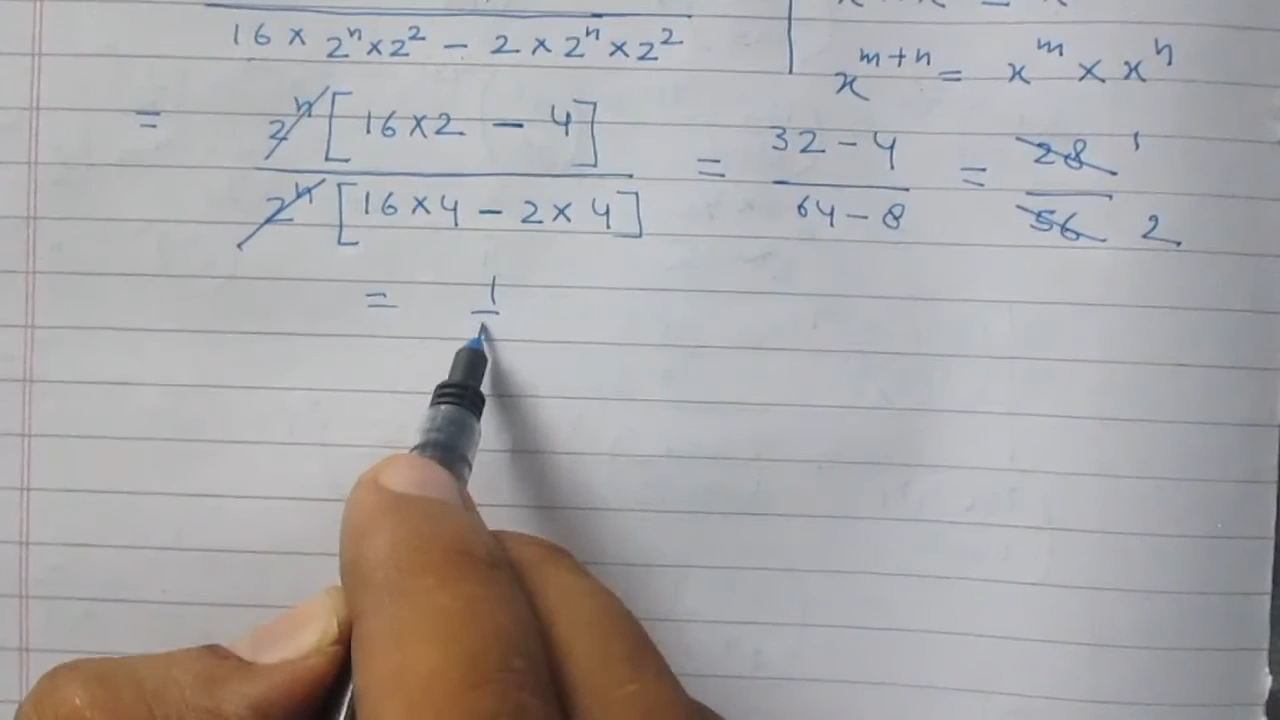 16 × 2ⁿ × 2² − 2 × 2ⁿ × 2²
xᵐ⁺ⁿ = xᵐ × xⁿ
= 2ⁿ[16×2 − 4] / 2ⁿ[16×4 − 2×4] = 32−4 / 64−8 = 28 1 / 56 2
= 1